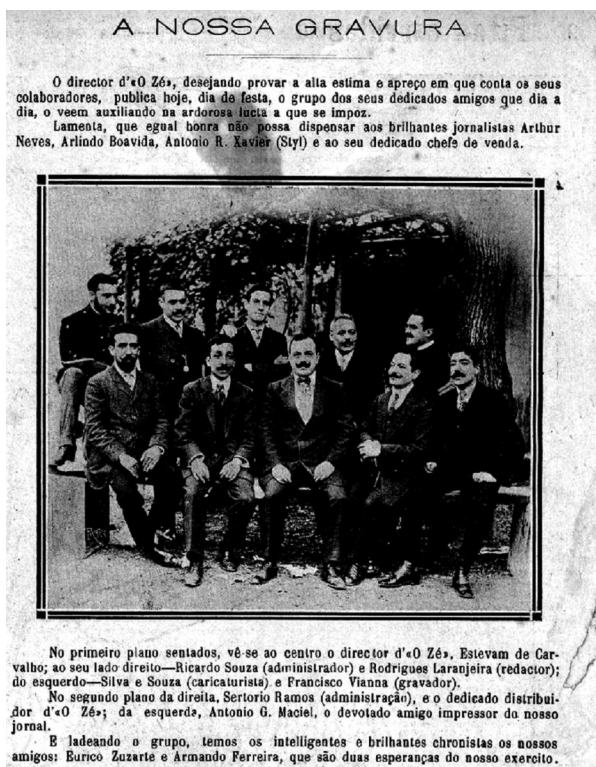 A NOSSA GRAVURA
O director d'«O Zé», desejando provar a alta estima e apreço em que conta os seus
colaboradores, publica hoje, dia de festa, o grupo dos seus dedicados amigos que dia a
dia, o veem auxiliando na ardorosa lucta a que se impoz.
Lamenta, que egual honra não possa dispensar aos brilhantes jornalistas Arthur
Neves, Arlindo Boavida, Antonio R. Xavier (Styl) e ao seu dedicado chefe de venda.
No primeiro plano sentados, vê-se ao centro o director d'«O Zé», Estevam de Car-
valho; ao seu lado direito—Ricardo Souza (administrador) e Rodrigues Laranjeira (redactor);
do esquerdo—Silva e Souza (caricaturista) e Francisco Vianna (gravador).
No segundo plano da direita, Sertorio Ramos (administração), e o dedicado distribui-
dor d'«O Zé»; da esquerda, Antonio G. Maciel, o devotado amigo impressor do nosso
jornal.
E ladeando o grupo, temos os intelligentes e brilhantes chronistas os nossos
amigos: Eurico Zuzarte e Armando Ferreira, que são duas esperanças do nosso exercito.